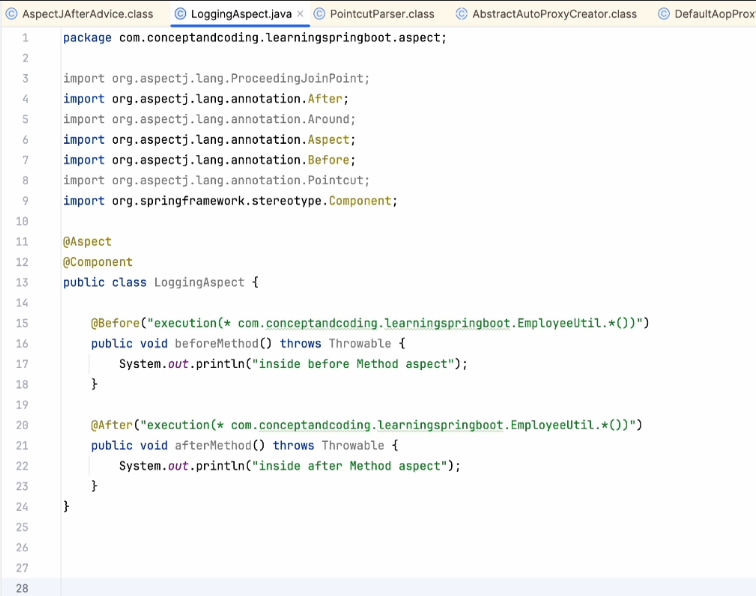 AspectJAfterAdvice.class LoggingAspect.java × PointcutParser.class AbstractAutoProxyCreator.class DefaultAopProx
1 package com.conceptandcoding.learningspringboot.aspect;
2
3 import org.aspectj.lang.ProceedingJoinPoint;
4 import org.aspectj.lang.annotation.After;
5 import org.aspectj.lang.annotation.Around;
6 import org.aspectj.lang.annotation.Aspect;
7 import org.aspectj.lang.annotation.Before;
8 import org.aspectj.lang.annotation.Pointcut;
9 import org.springframework.stereotype.Component;
10
11 @Aspect
12 @Component
13 public class LoggingAspect {
14
15 @Before("execution(* com.conceptandcoding.learningspringboot.EmployeeUtil.*())")
16 public void beforeMethod() throws Throwable {
17 System.out.println("inside before Method aspect");
18 }
19
20 @After("execution(* com.conceptandcoding.learningspringboot.EmployeeUtil.*())")
21 public void afterMethod() throws Throwable {
22 System.out.println("inside after Method aspect");
23 }
24 }
25
26
27
28